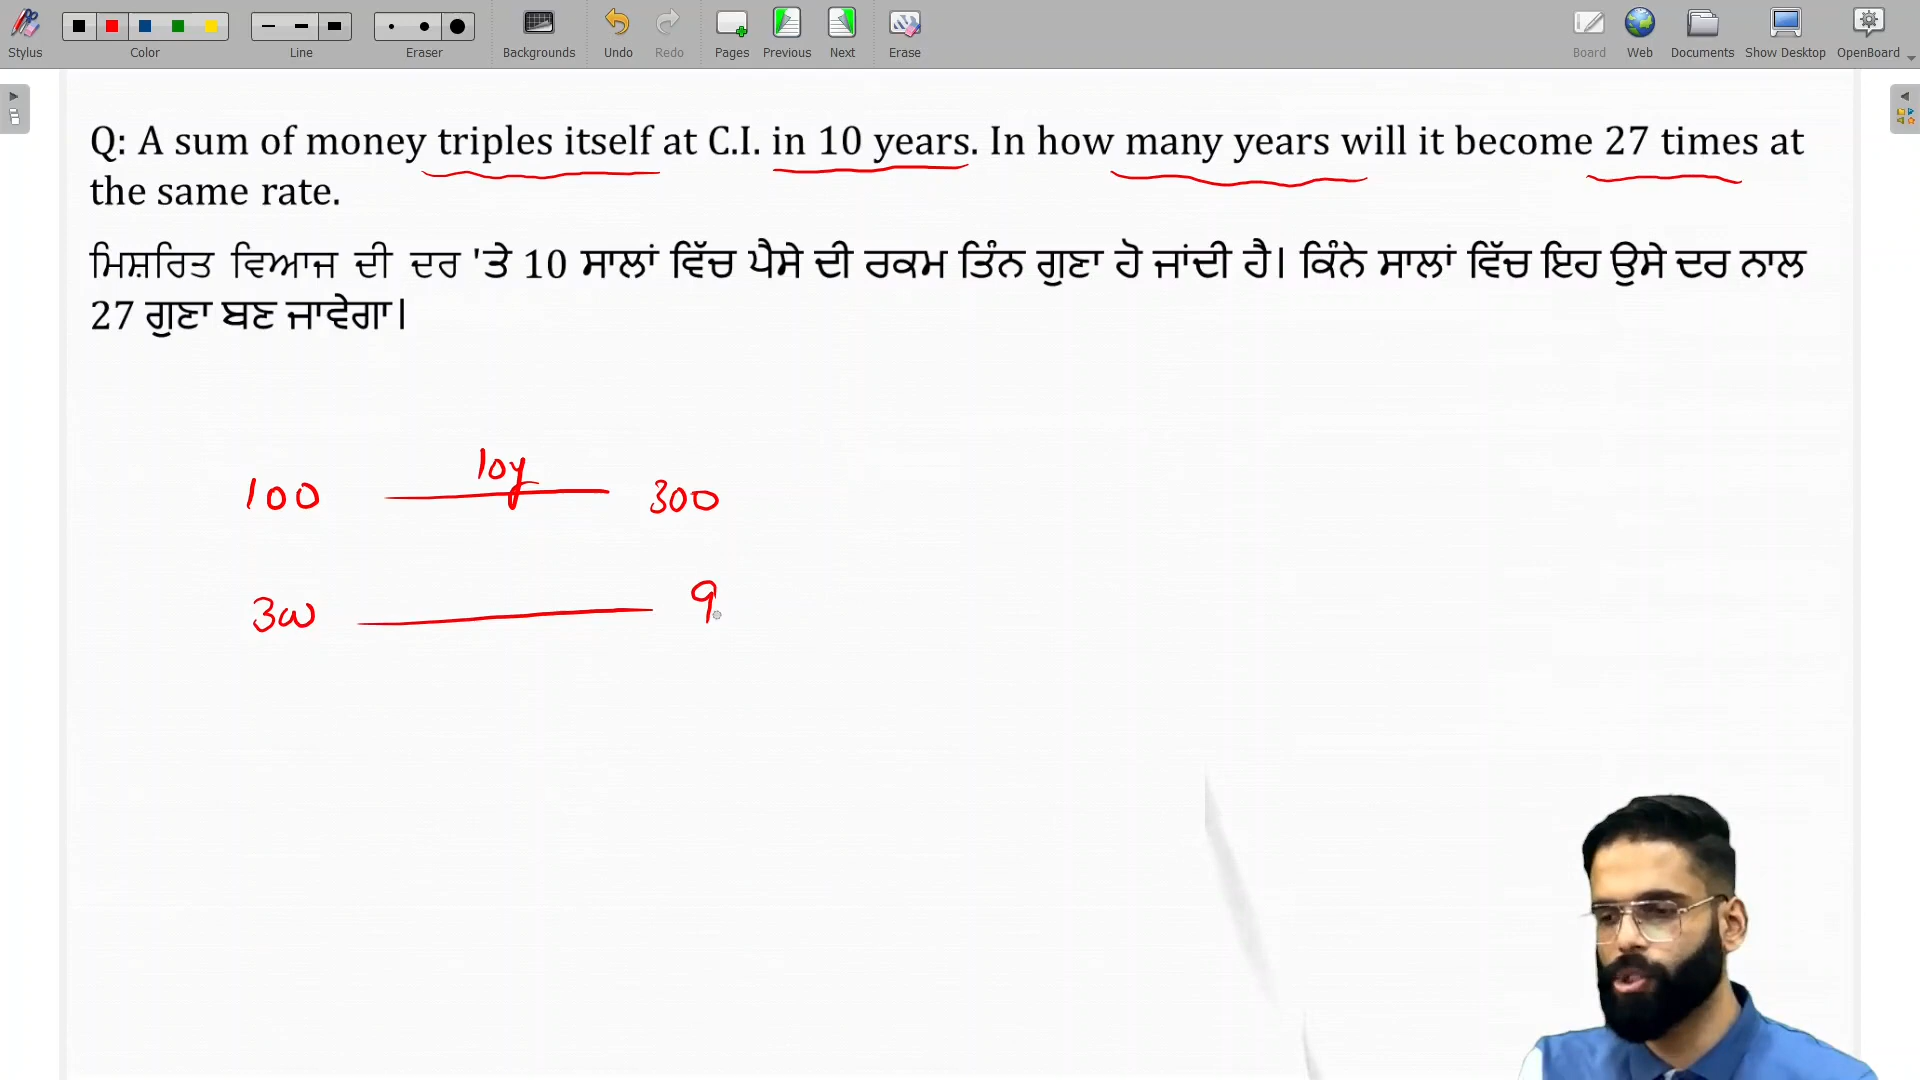 Stylus Color Line Eraser Backgrounds Undo Redo Pages Previous Next Erase Board Web Documents Show Desktop OpenBoard
Q: A sum of money triples itself at C.I. in 10 years. In how many years will it become 27 times at
the same rate.
ਮਿਸ਼ਰਿਤ ਵਿਆਜ ਦੀ ਦਰ 'ਤੇ 10 ਸਾਲਾਂ ਵਿੱਚ ਪੈਸੇ ਦੀ ਰਕਮ ਤਿੰਨ ਗੁਣਾ ਹੋ ਜਾਂਦੀ ਹੈ। ਕਿੰਨੇ ਸਾਲਾਂ ਵਿੱਚ ਇਹ ਉਸੇ ਦਰ ਨਾਲ
27 ਗੁਣਾ ਬਣ ਜਾਵੇਗਾ।
100 10y 300
300 9